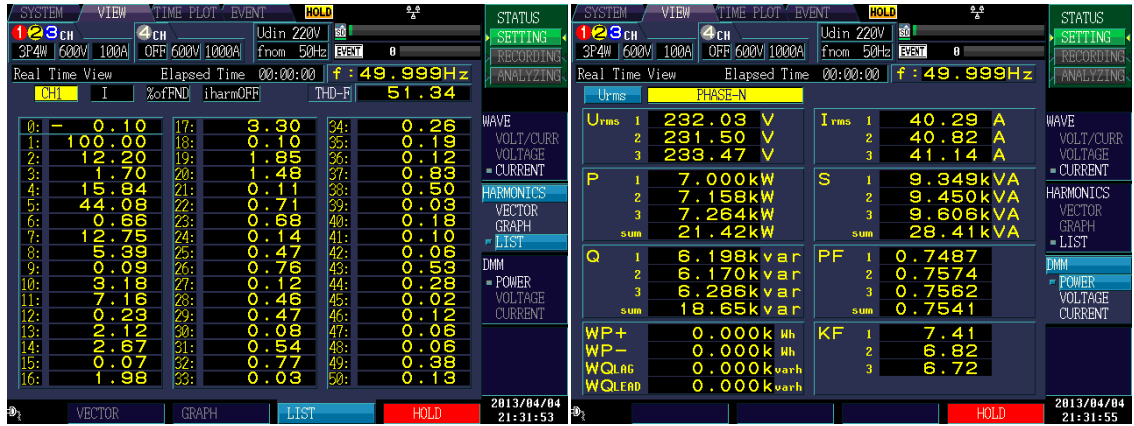 SYSTEM VIEW TIME PLOT EVENT HOLD
123CH 4CH Udin 220V SD
3P4W 600V 100A OFF 600V 1000A fnom 50Hz EVENT 0
Real Time View Elapsed Time 00:00:00 f:49.999Hz
CH1 I %ofFND iharmOFF THD-F 51.34
0: - 0.10 17: 3.30 34: 0.26
1: 100.00 18: 0.10 35: 0.19
2: 12.20 19: 1.85 36: 0.12
3: 1.70 20: 1.48 37: 0.83
4: 15.84 21: 0.11 38: 0.50
5: 44.08 22: 0.71 39: 0.03
6: 0.66 23: 0.68 40: 0.18
7: 12.75 24: 0.14 41: 0.10
8: 5.39 25: 0.47 42: 0.06
9: 0.09 26: 0.76 43: 0.53
10: 3.18 27: 0.12 44: 0.28
11: 7.16 28: 0.46 45: 0.02
12: 0.23 29: 0.47 46: 0.12
13: 2.12 30: 0.08 47: 0.06
14: 2.67 31: 0.54 48: 0.06
15: 0.07 32: 0.77 49: 0.38
16: 1.98 33: 0.03 50: 0.13
VECTOR GRAPH LIST HOLD
STATUS
SETTING
RECORDING
ANALYZING
WAVE
VOLT/CURR
VOLTAGE
CURRENT
HARMONICS
VECTOR
GRAPH
LIST
DMM
POWER
VOLTAGE
CURRENT
2013/04/04
21:31:53
SYSTEM VIEW TIME PLOT EVENT HOLD
123CH 4CH Udin 220V SD
3P4W 600V 100A OFF 600V 1000A fnom 50Hz EVENT 0
Real Time View Elapsed Time 00:00:00 f:49.999Hz
Urms PHASE-N
Urms 1 232.03 V Irms 1 40.29 A
2 231.50 V 2 40.82 A
3 233.47 V 3 41.14 A
P 1 7.000kW S 1 9.349kVA
2 7.158kW 2 9.450kVA
3 7.264kW 3 9.606kVA
sum 21.42kW sum 28.41kVA
Q 1 6.198kvar PF 1 0.7487
2 6.170kvar 2 0.7574
3 6.286kvar 3 0.7562
sum 18.65kvar sum 0.7541
WP+ 0.000k Wh KF 1 7.41
WP- 0.000k Wh 2 6.82
WQLAG 0.000k varh 3 6.72
WQLEAD 0.000k varh
HOLD
STATUS
SETTING
RECORDING
ANALYZING
WAVE
VOLT/CURR
VOLTAGE
CURRENT
HARMONICS
VECTOR
GRAPH
LIST
DMM
POWER
VOLTAGE
CURRENT
2013/04/04
21:31:55